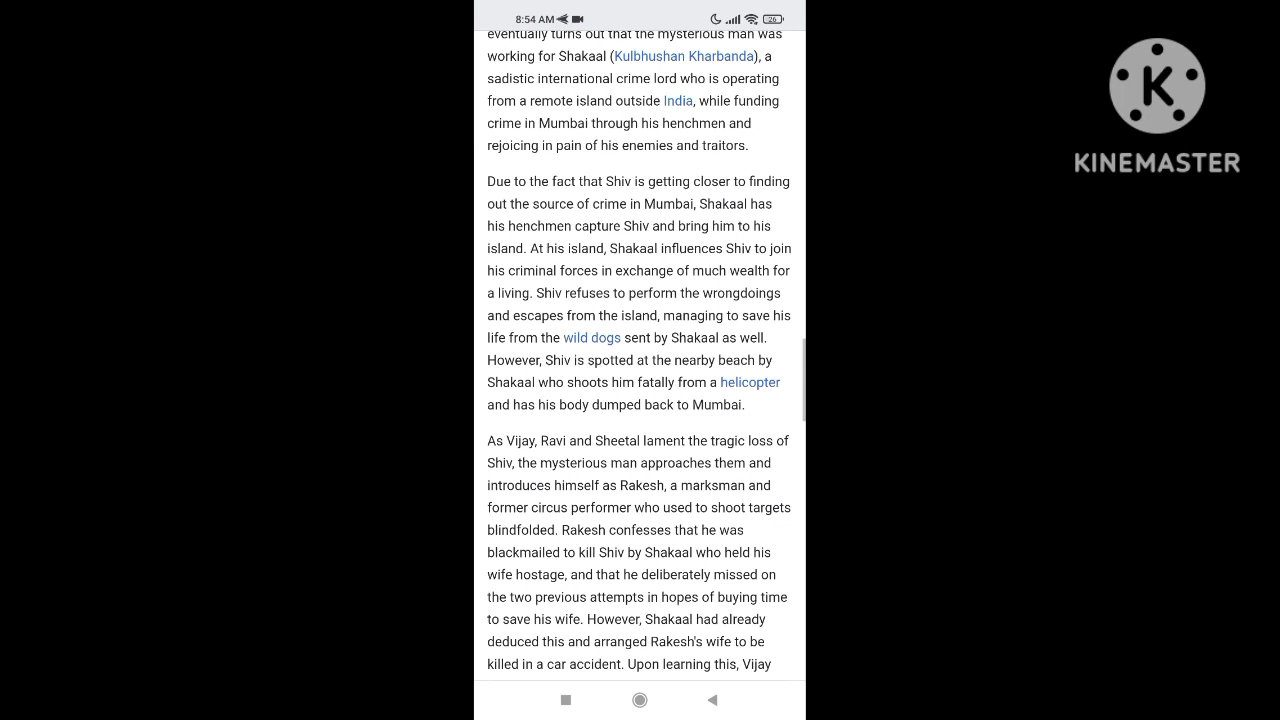 8:54 AM
26
eventually turns out that the mysterious man was
working for Shakaal (Kulbhushan Kharbanda), a
sadistic international crime lord who is operating
from a remote island outside India, while funding
crime in Mumbai through his henchmen and
rejoicing in pain of his enemies and traitors.
Due to the fact that Shiv is getting closer to finding
out the source of crime in Mumbai, Shakaal has
his henchmen capture Shiv and bring him to his
island. At his island, Shakaal influences Shiv to join
his criminal forces in exchange of much wealth for
a living. Shiv refuses to perform the wrongdoings
and escapes from the island, managing to save his
life from the wild dogs sent by Shakaal as well.
However, Shiv is spotted at the nearby beach by
Shakaal who shoots him fatally from a helicopter
and has his body dumped back to Mumbai.
As Vijay, Ravi and Sheetal lament the tragic loss of
Shiv, the mysterious man approaches them and
introduces himself as Rakesh, a marksman and
former circus performer who used to shoot targets
blindfolded. Rakesh confesses that he was
blackmailed to kill Shiv by Shakaal who held his
wife hostage, and that he deliberately missed on
the two previous attempts in hopes of buying time
to save his wife. However, Shakaal had already
deduced this and arranged Rakesh's wife to be
killed in a car accident. Upon learning this, Vijay
K
KINEMASTER